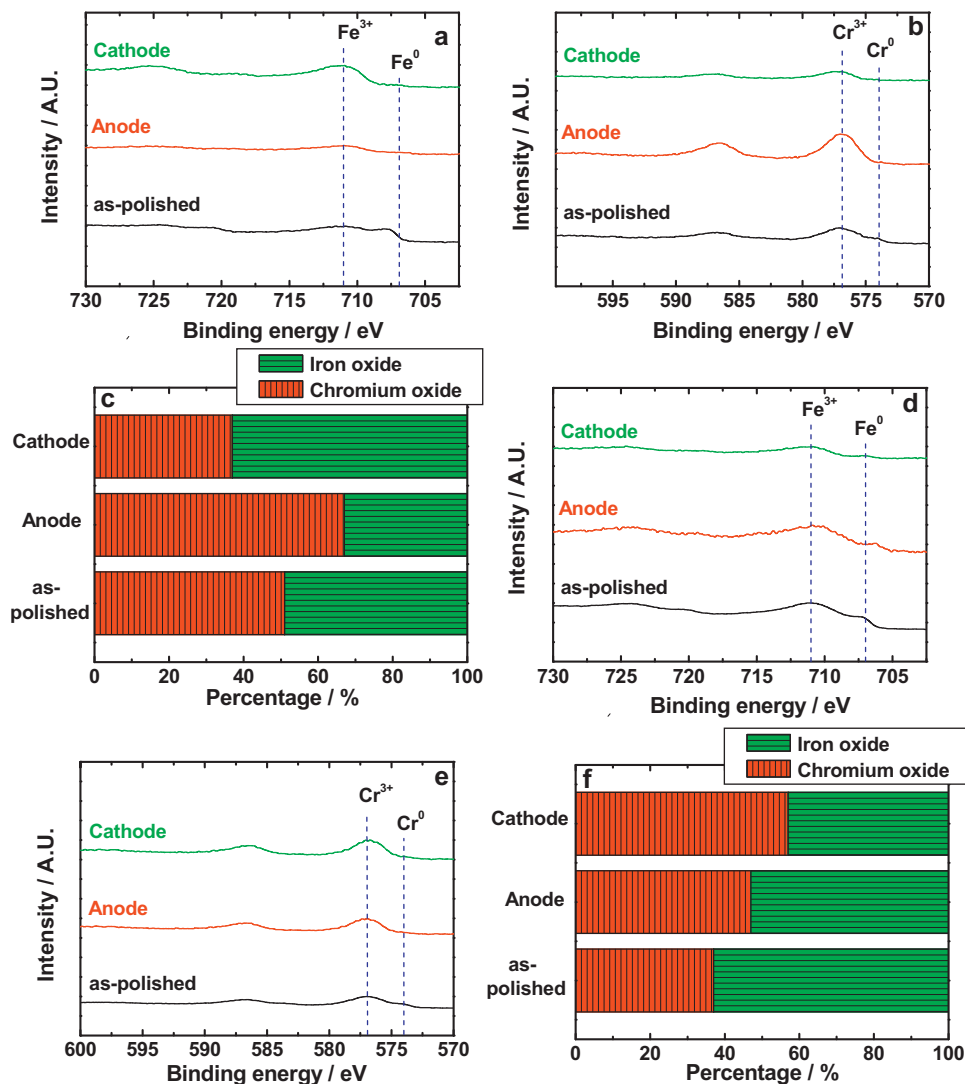 a
Fe3+
Fe0
Cathode
Anode
as-polished
Intensity / A.U.
730 725 720 715 710 705
Binding energy / eV
b
Cr3+
Cr0
Cathode
Anode
as-polished
Intensity / A.U.
595 590 585 580 575 570
Binding energy / eV
Iron oxide
Chromium oxide
c
Cathode
Anode
as-
polished
0 20 40 60 80 100
Percentage / %
d
Fe3+
Fe0
Cathode
Anode
as-polished
Intensity / A.U.
730 725 720 715 710 705
Binding energy / eV
e
Cr3+
Cr0
Cathode
Anode
as-polished
Intensity / A.U.
600 595 590 585 580 575 570
Binding energy / eV
Iron oxide
Chromium oxide
f
Cathode
Anode
as-
polished
0 20 40 60 80 100
Percentage / %